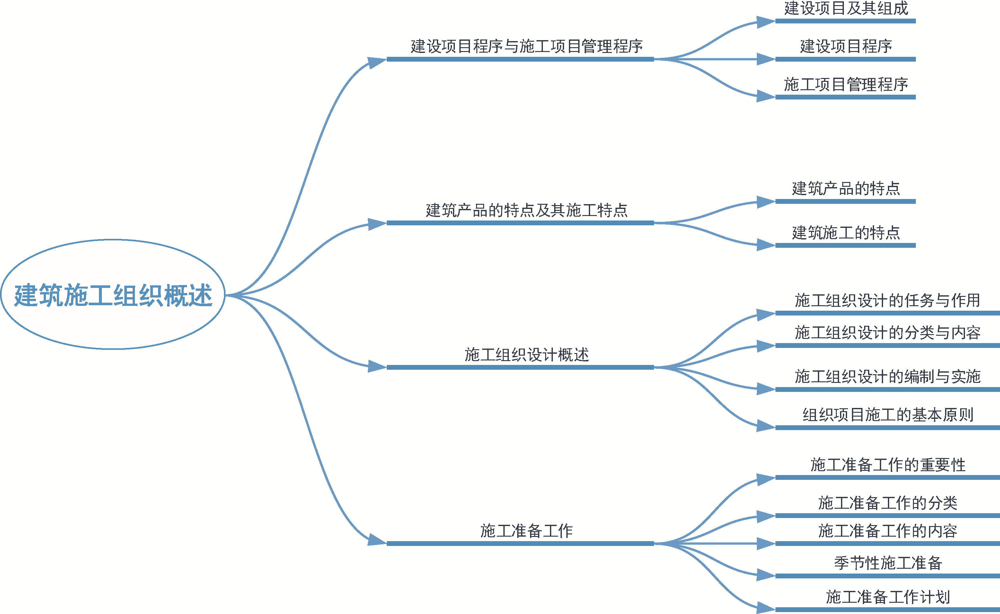 建筑施工组织概述
建设项目程序与施工项目管理程序
建设项目及其组成
建设项目程序
施工项目管理程序
建筑产品的特点及其施工特点
建筑产品的特点
建筑施工的特点
施工组织设计概述
施工组织设计的任务与作用
施工组织设计的分类与内容
施工组织设计的编制与实施
组织项目施工的基本原则
施工准备工作
施工准备工作的重要性
施工准备工作的分类
施工准备工作的内容
季节性施工准备
施工准备工作计划